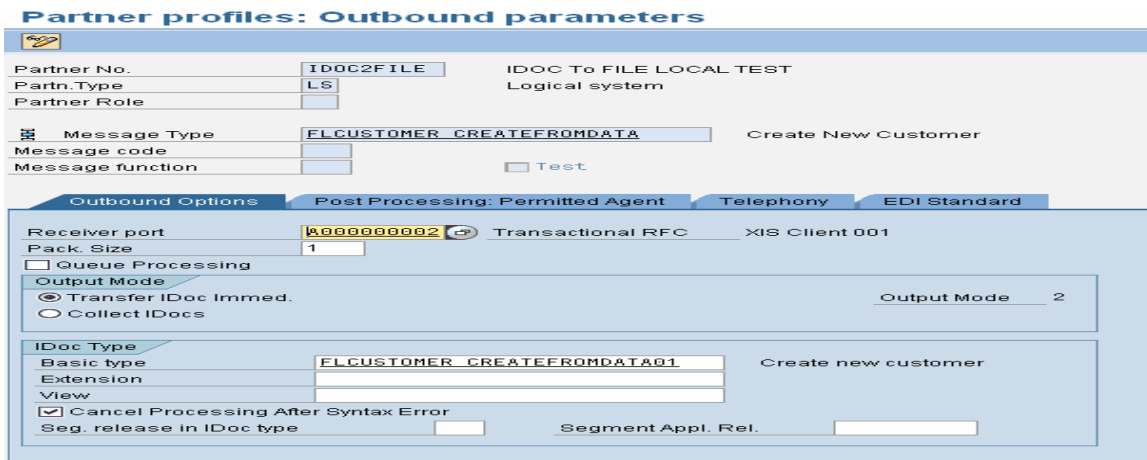 Partner profiles: Outbound parameters
Partner No. IDOC2FILE IDOC To FILE LOCAL TEST
Partn.Type LS Logical system
Partner Role
Message Type FLCUSTOMER_CREATEFROMDATA Create New Customer
Message code
Message function Test
Outbound Options Post Processing: Permitted Agent Telephony EDI Standard
Receiver port A000000002 Transactional RFC XIS Client 001
Pack. Size 1
Queue Processing
Output Mode
Transfer IDoc Immed. Output Mode 2
Collect IDocs
IDoc Type
Basic type FLCUSTOMER_CREATEFROMDATA01 Create new customer
Extension
View
Cancel Processing After Syntax Error
Seg. release in IDoc type Segment Appl. Rel.